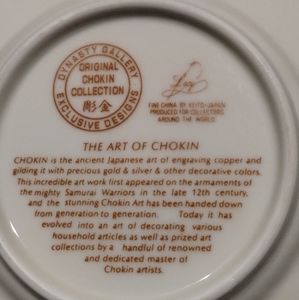 DYNASTY GALLERY
ORIGINAL
CHOKIN
COLLECTION
彫金
EXCLUSIVE DESIGNS
FINE CHINA BY KEITO-JAPAN
PRODUCED FOR COLLECTORS
AROUND THE WORLD
THE ART OF CHOKIN
CHOKIN is the ancient Japanese art of engraving copper and
gilding it with precious gold & silver & other decorative colors.
This incredible art work first appeared on the armaments of
the mighty Samurai Warriors in the late 12th century,
and the stunning Chokin Art has been handed down
from generation to generation. Today it has
evolved into an art of decorating various
household articles as well as prized art
collections by a handful of renowned
and dedicated master of
Chokin artists.